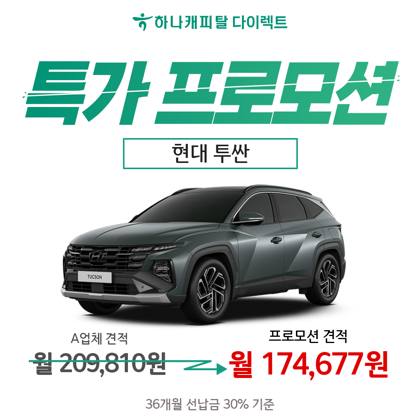 하나캐피탈 다이렉트
특가 프로모션
현대 투싼
TUCSON
A업체 견적
월 209,810원
프로모션 견적
월 174,677원
36개월 선납금 30% 기준